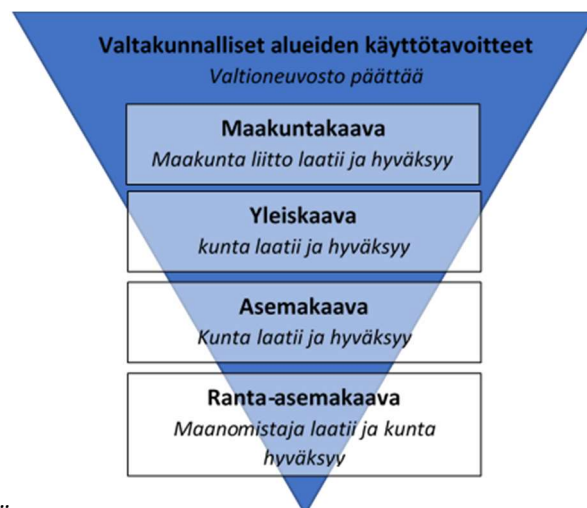 Valtakunnalliset alueiden käyttötavoitteet
Valtioneuvosto päättää
Maakuntakaava
Maakunta liitto laatii ja hyväksyy
Yleiskaava
kunta laatii ja hyväksyy
Asemakaava
Kunta laatii ja hyväksyy
Ranta-asemakaava
Maanomistaja laatii ja kunta
hyväksyy